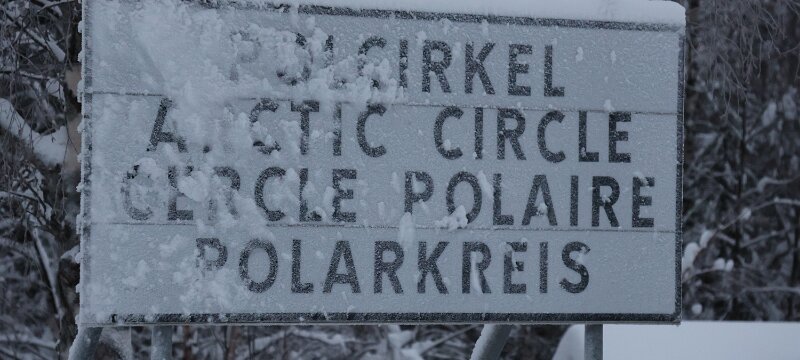 POLCIRKEL
ARCTIC CIRCLE
CERCLE POLAIRE
POLARKREIS